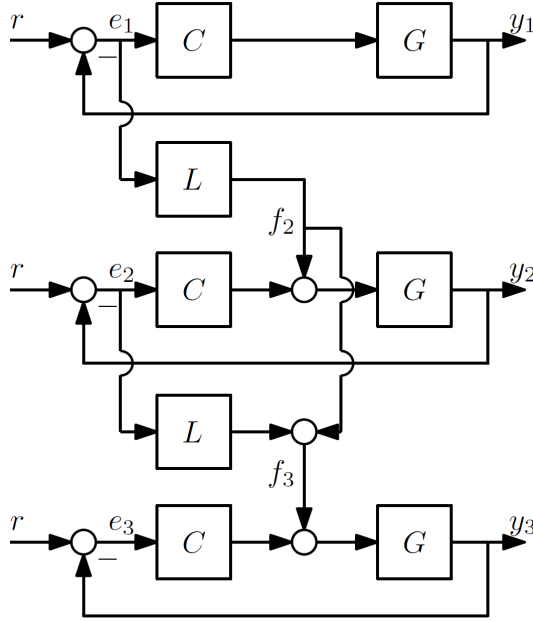 r e₁ C G y₁
−
L
f₂
r e₂ C G y₂
−
L
f₃
r e₃ C G y₃
−